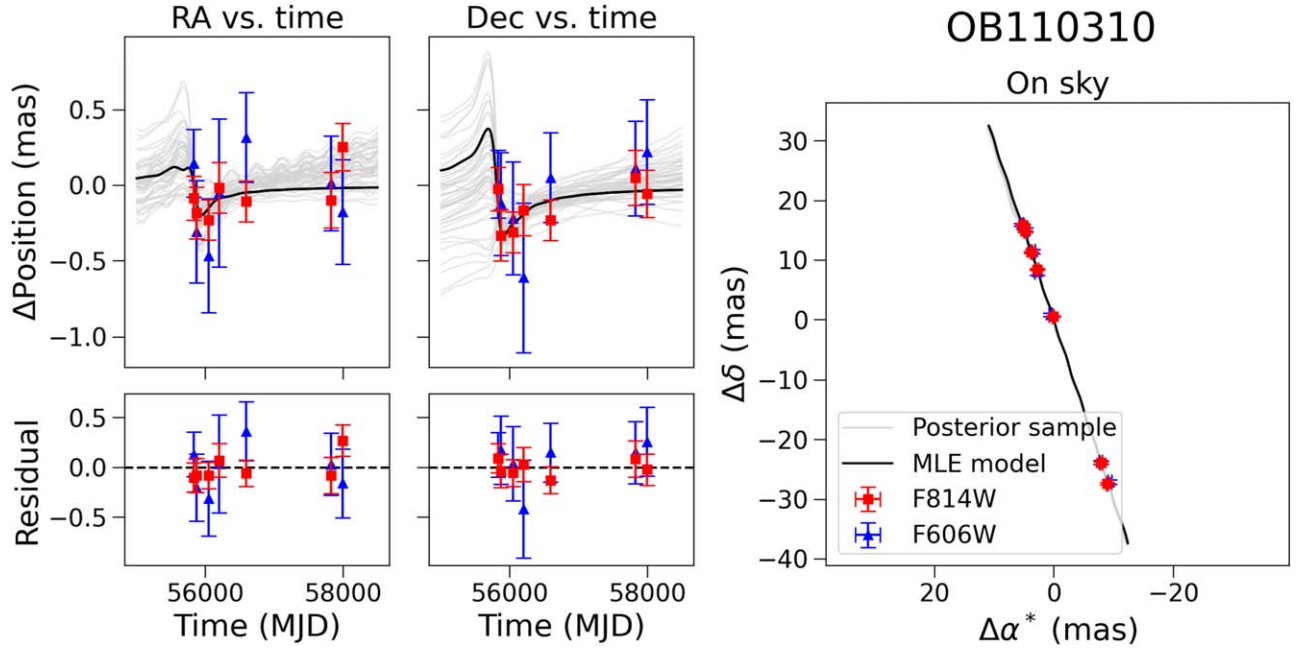 RA vs. time
Dec vs. time
OB110310
On sky
ΔPosition (mas)
0.5
0.0
−0.5
−1.0
Residual
0.5
0.0
−0.5
56000
58000
56000
58000
Time (MJD)
Time (MJD)
Δδ (mas)
30
20
10
0
−10
−20
−30
−40
Posterior sample
MLE model
F814W
F606W
20
0
−20
Δα* (mas)